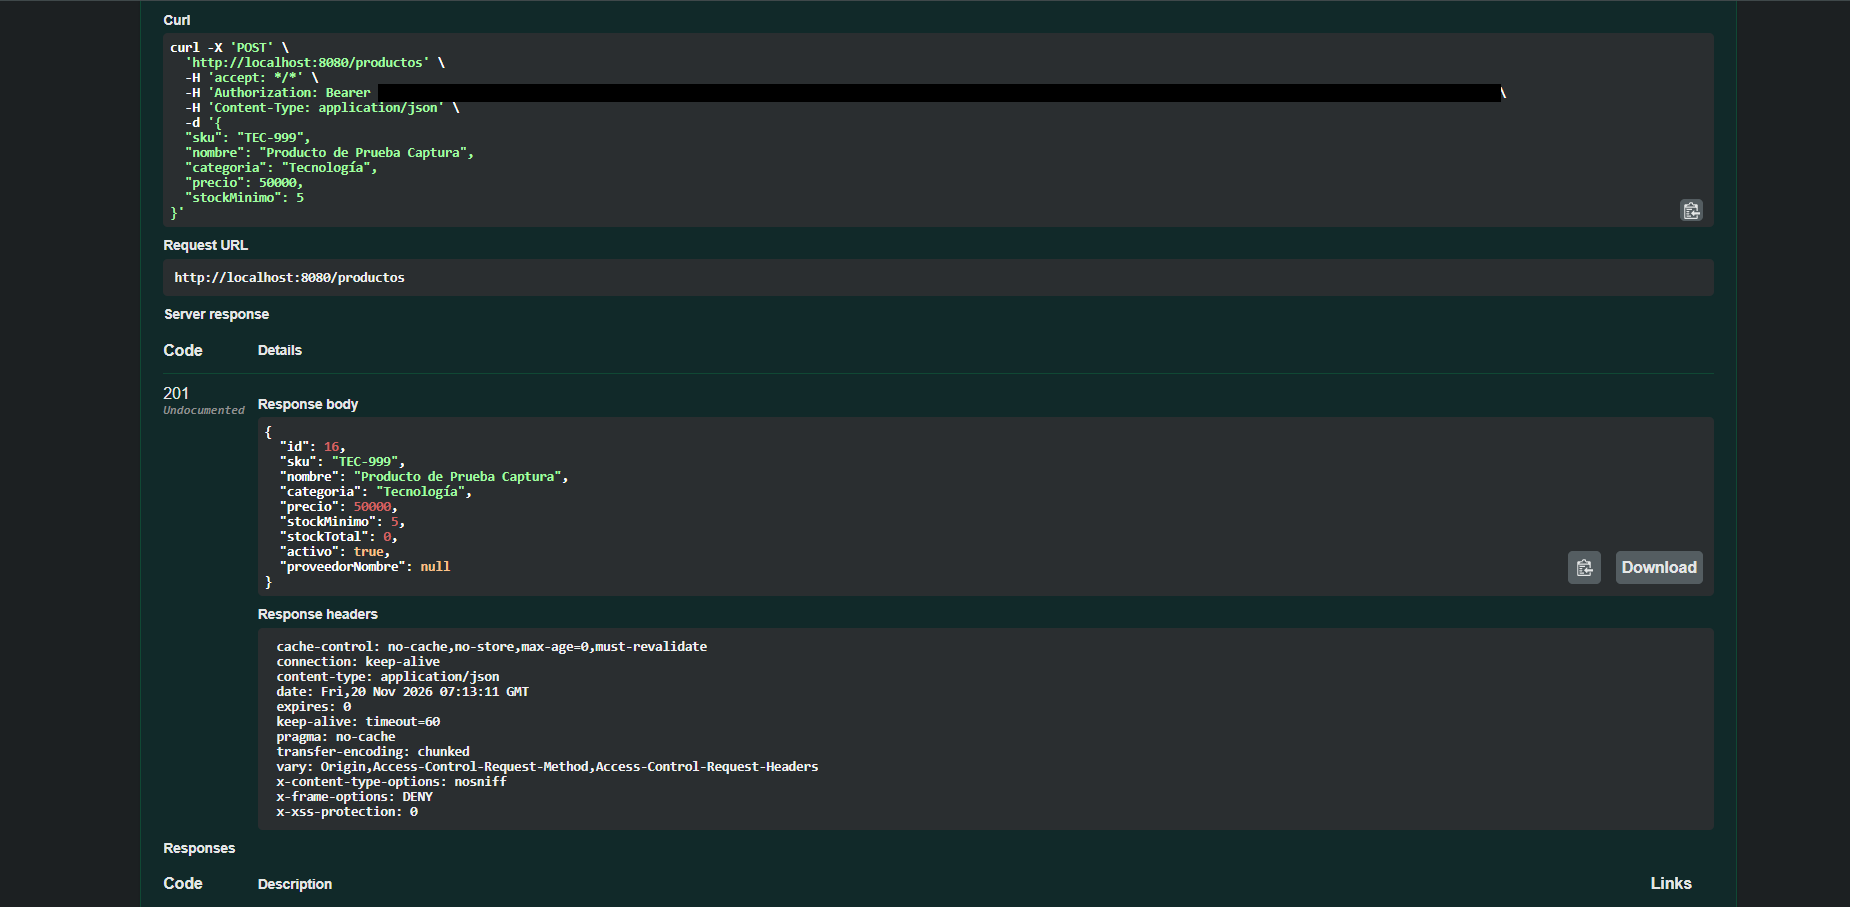 Curl
curl -X 'POST' \
'http://localhost:8080/productos' \
-H 'accept: */*' \
-H 'Authorization: Bearer \
-H 'Content-Type: application/json' \
-d '{
"sku": "TEC-999",
"nombre": "Producto de Prueba Captura",
"categoria": "Tecnología",
"precio": 50000,
"stockMinimo": 5
}'
Request URL
http://localhost:8080/productos
Server response
Code Details
201
Undocumented
Response body
{
"id": 16,
"sku": "TEC-999",
"nombre": "Producto de Prueba Captura",
"categoria": "Tecnología",
"precio": 50000,
"stockMinimo": 5,
"stockTotal": 0,
"activo": true,
"proveedorNombre": null
}
Download
Response headers
cache-control: no-cache,no-store,max-age=0,must-revalidate
connection: keep-alive
content-type: application/json
date: Fri,20 Nov 2026 07:13:11 GMT
expires: 0
keep-alive: timeout=60
pragma: no-cache
transfer-encoding: chunked
vary: Origin,Access-Control-Request-Method,Access-Control-Request-Headers
x-content-type-options: nosniff
x-frame-options: DENY
x-xss-protection: 0
Responses
Code Description Links